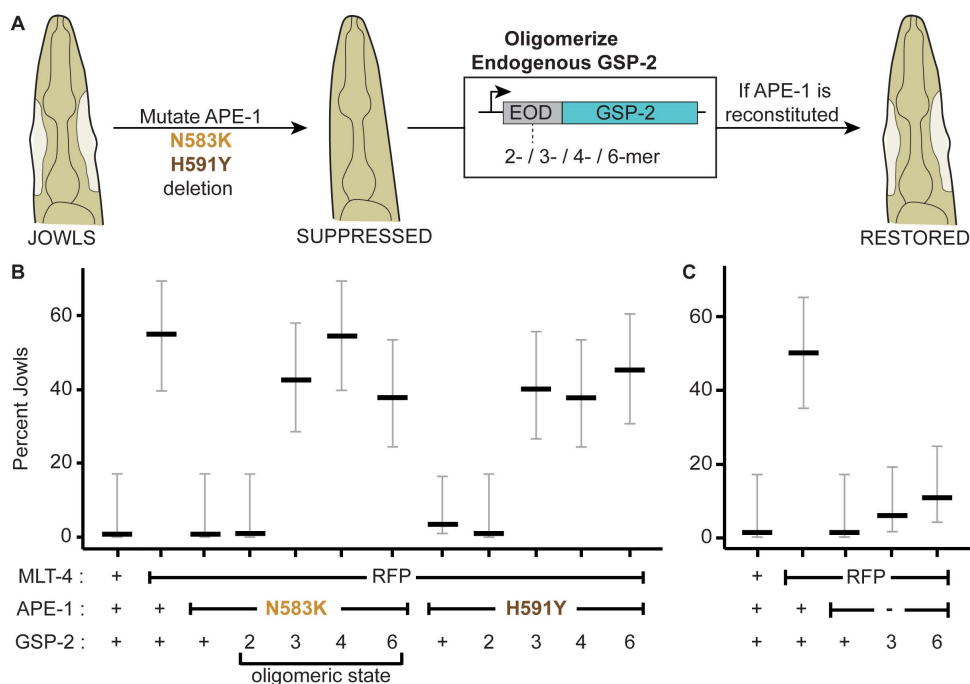 A
Oligomerize
Endogenous GSP-2
Mutate APE-1
N583K
H591Y
deletion
EOD
GSP-2
2- / 3- / 4- / 6-mer
If APE-1 is
reconstituted
JOWLS
SUPPRESSED
RESTORED
B
Percent Jowls
60
40
20
0
MLT-4 : + RFP
APE-1 : + + N583K H591Y
GSP-2 : + + + 2 3 4 6 + 2 3 4 6
oligomeric state
C
60
40
20
0
+ RFP
+ + -
+ + + 3 6